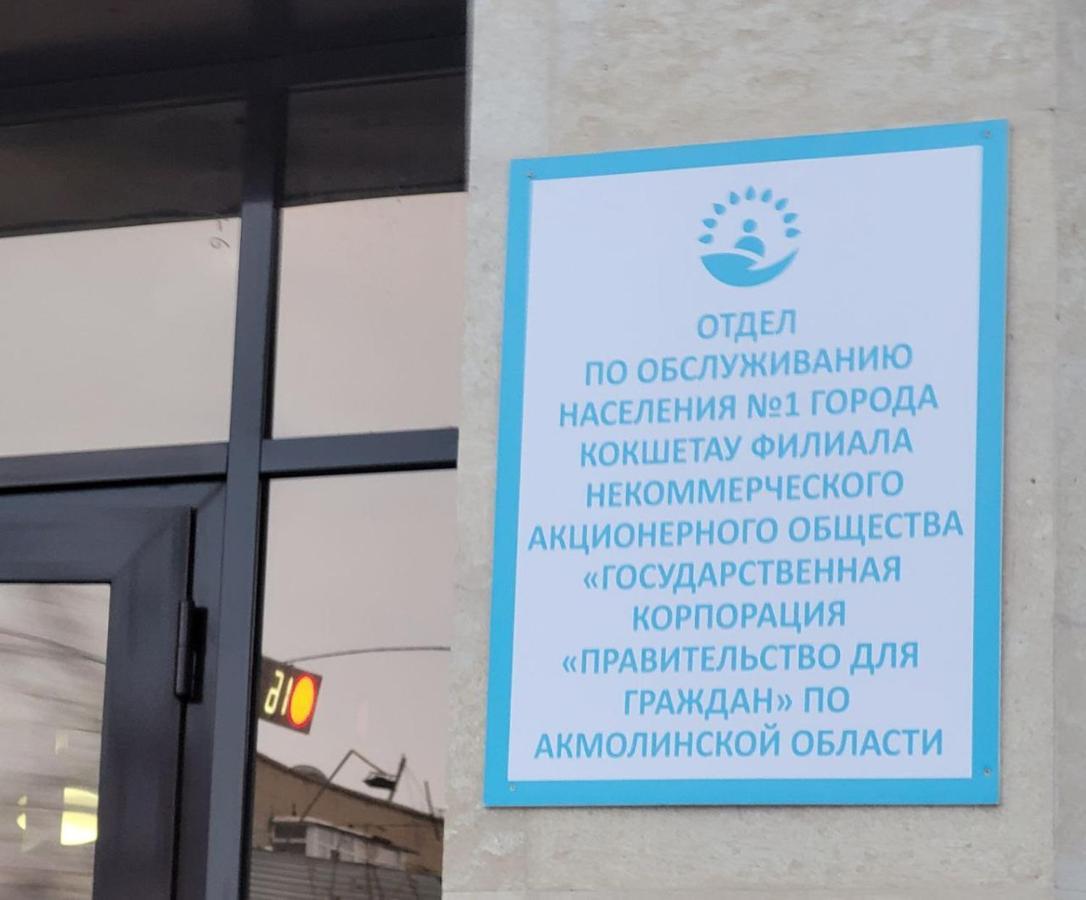 ОТДЕЛ
ПО ОБСЛУЖИВАНИЮ
НАСЕЛЕНИЯ №1 ГОРОДА
КОКШЕТАУ ФИЛИАЛА
НЕКОММЕРЧЕСКОГО
АКЦИОНЕРНОГО ОБЩЕСТВА
«ГОСУДАРСТВЕННАЯ
КОРПОРАЦИЯ
«ПРАВИТЕЛЬСТВО ДЛЯ
ГРАЖДАН» ПО
АКМОЛИНСКОЙ ОБЛАСТИ